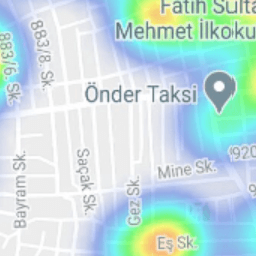 Fatih Sulta
Mehmet İlkoku
883/8. Sk.
883/6. Sk.
Önder Taksi
920
Mine Sk.
Saçak Sk.
Bayram Sk.
Gez Sk.
Eş Sk.